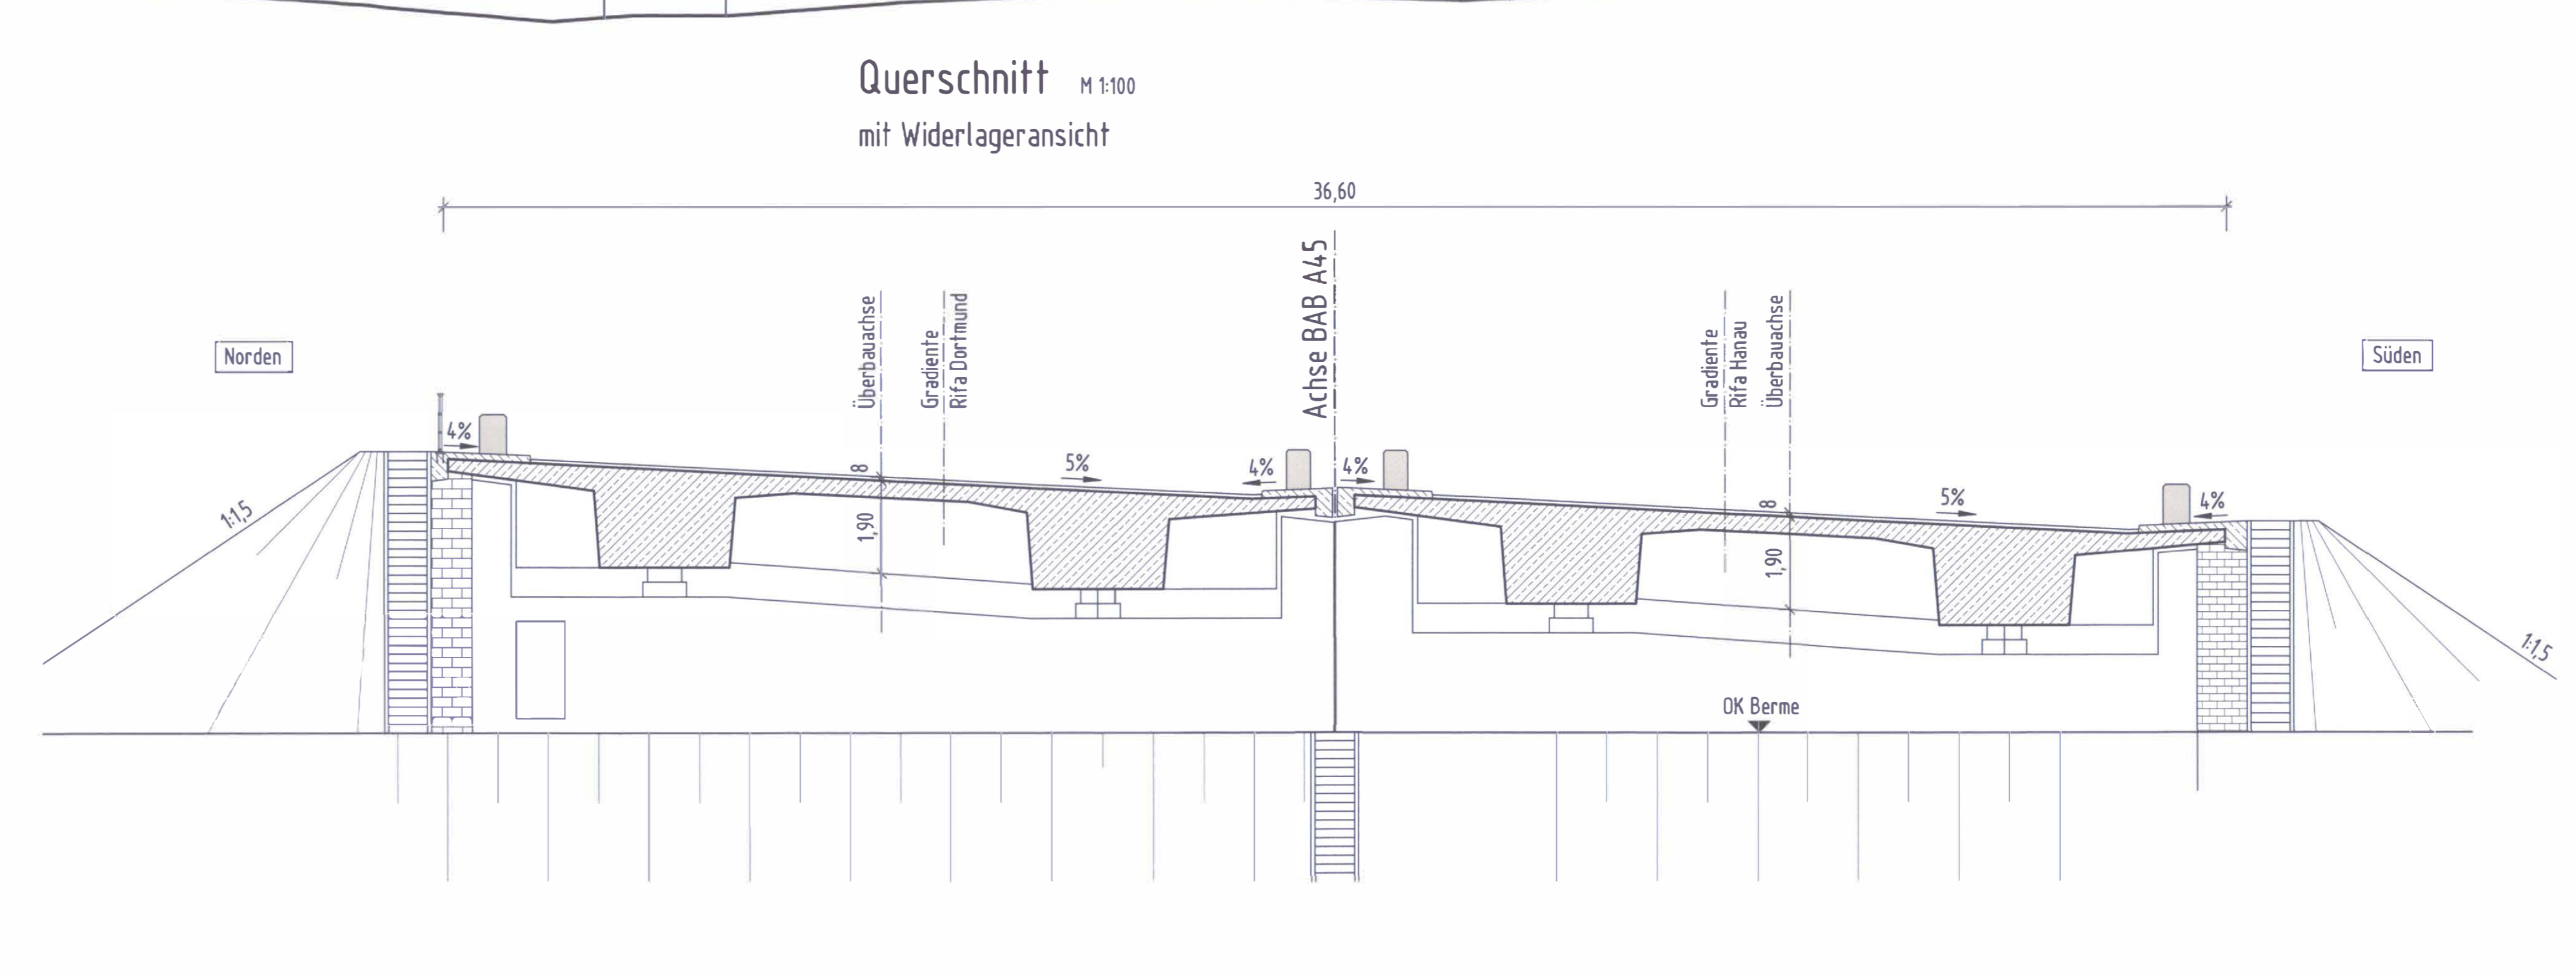 Querschnitt M 1:100
mit Widerlageransicht
36,60
Achse BAB A45
Überbauachse
Gradiente
Rifa Dortmund
Gradiente
Rifa Hanau
Überbauachse
Norden
Süden
4%
8
5%
4%
4%
8
5%
4%
1:1,5
1,90
1,90
1:1,5
OK Berme